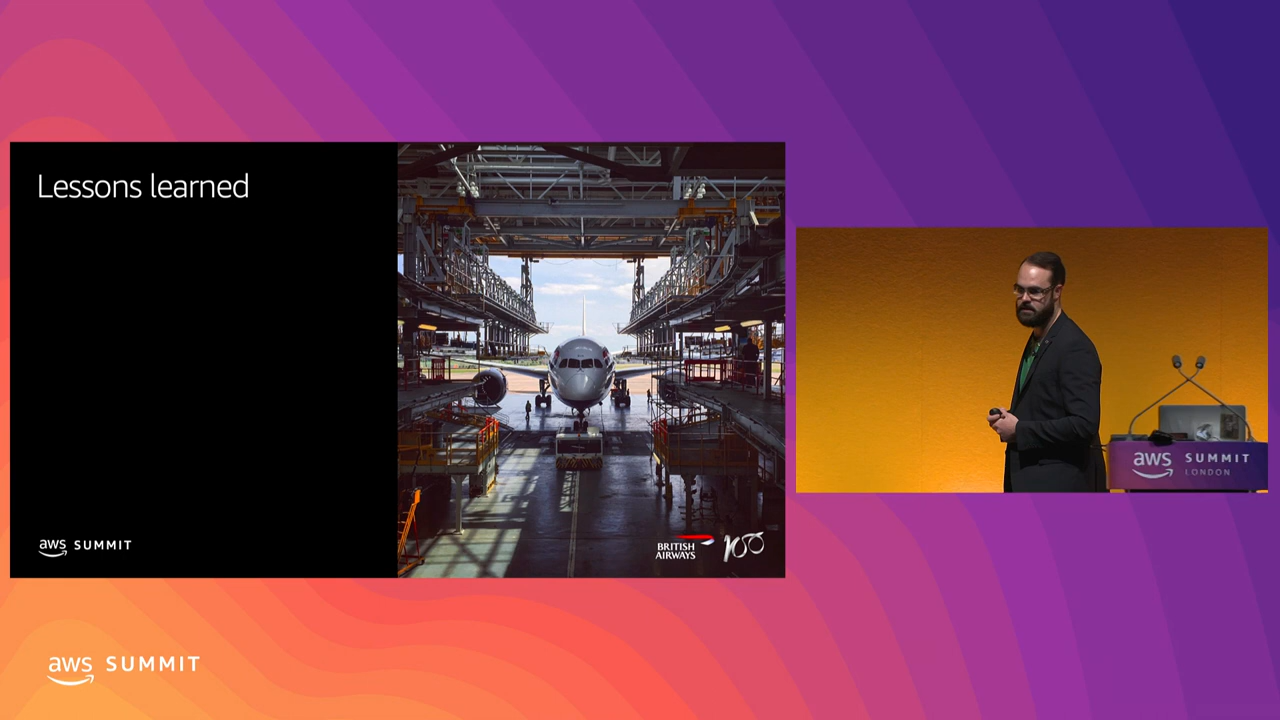 Lessons learned
aws SUMMIT
BRITISH
AIRWAYS
100
aws SUMMIT
LONDON
aws SUMMIT